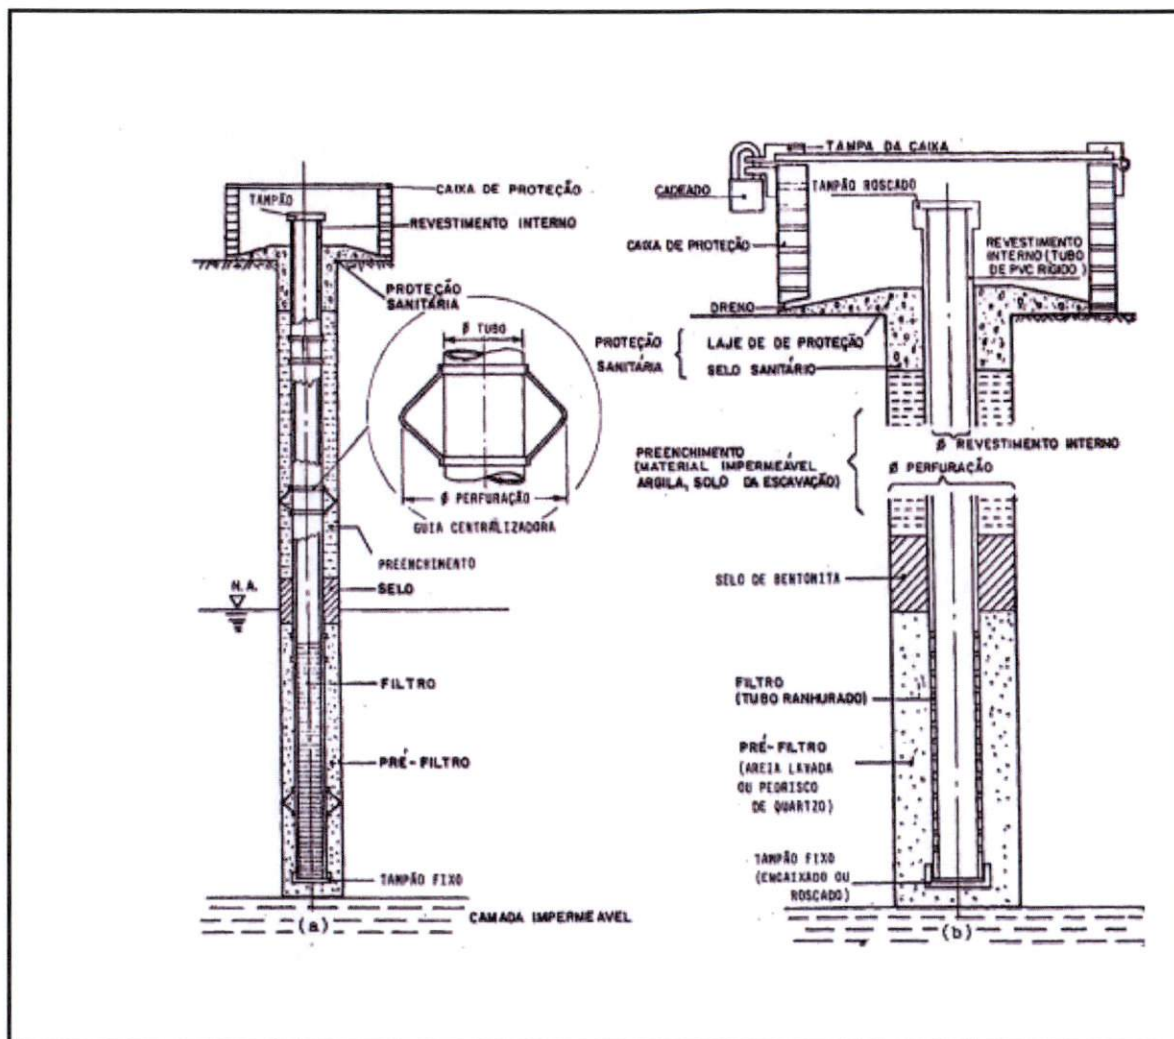 CAIXA DE PROTEÇÃO
TAMPÃO
REVESTIMENTO INTERNO
PROTEÇÃO
SANITÁRIA
Ø TUBO
Ø PERFURAÇÃO
GUIA CENTRALIZADORA
PREENCHIMENTO
N.A.
SELO
FILTRO
PRÉ-FILTRO
TAMPÃO FIXO
CAMADA IMPERMEÁVEL
(a)
TAMPA DA CAIXA
CADEADO
TAMPÃO ROSCADO
CAIXA DE PROTEÇÃO
REVESTIMENTO
INTERNO (TUBO
DE PVC RÍGIDO)
DRENO
PROTEÇÃO
SANITÁRIA
LAJE DE DE PROTEÇÃO
SELO SANITÁRIO
Ø REVESTIMENTO INTERNO
PREENCHIMENTO
(MATERIAL IMPERMEÁVEL
ARGILA, SOLO DA ESCAVAÇÃO)
Ø PERFURAÇÃO
SELO DE BENTONITA
FILTRO
(TUBO RANHURADO)
PRÉ-FILTRO
(AREIA LAVADA
OU PEDRISCO
DE QUARTZO)
TAMPÃO FIXO
(ENCAIXADO OU
ROSCADO)
(b)